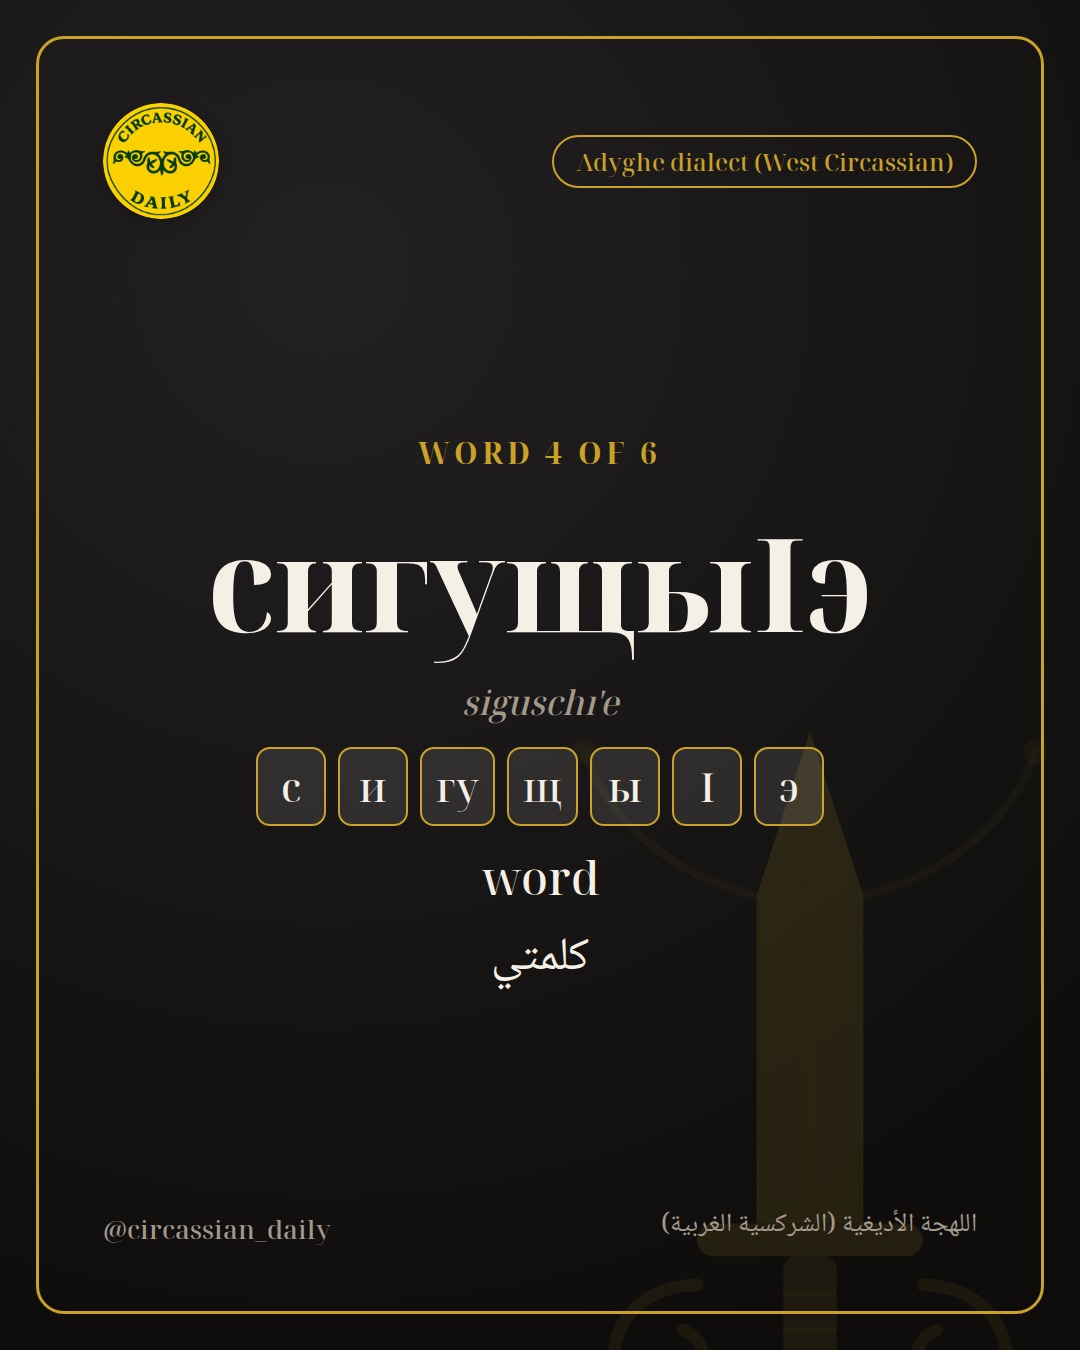 CIRCASSIAN
DAILY
Adyghe dialect (West Circassian)
WORD 4 OF 6
сигущыIэ
siguschı'e
с и гу щ ы I э
word
كلمتي
@circassian_daily
اللهجة الأديغية (الشركسية الغربية)